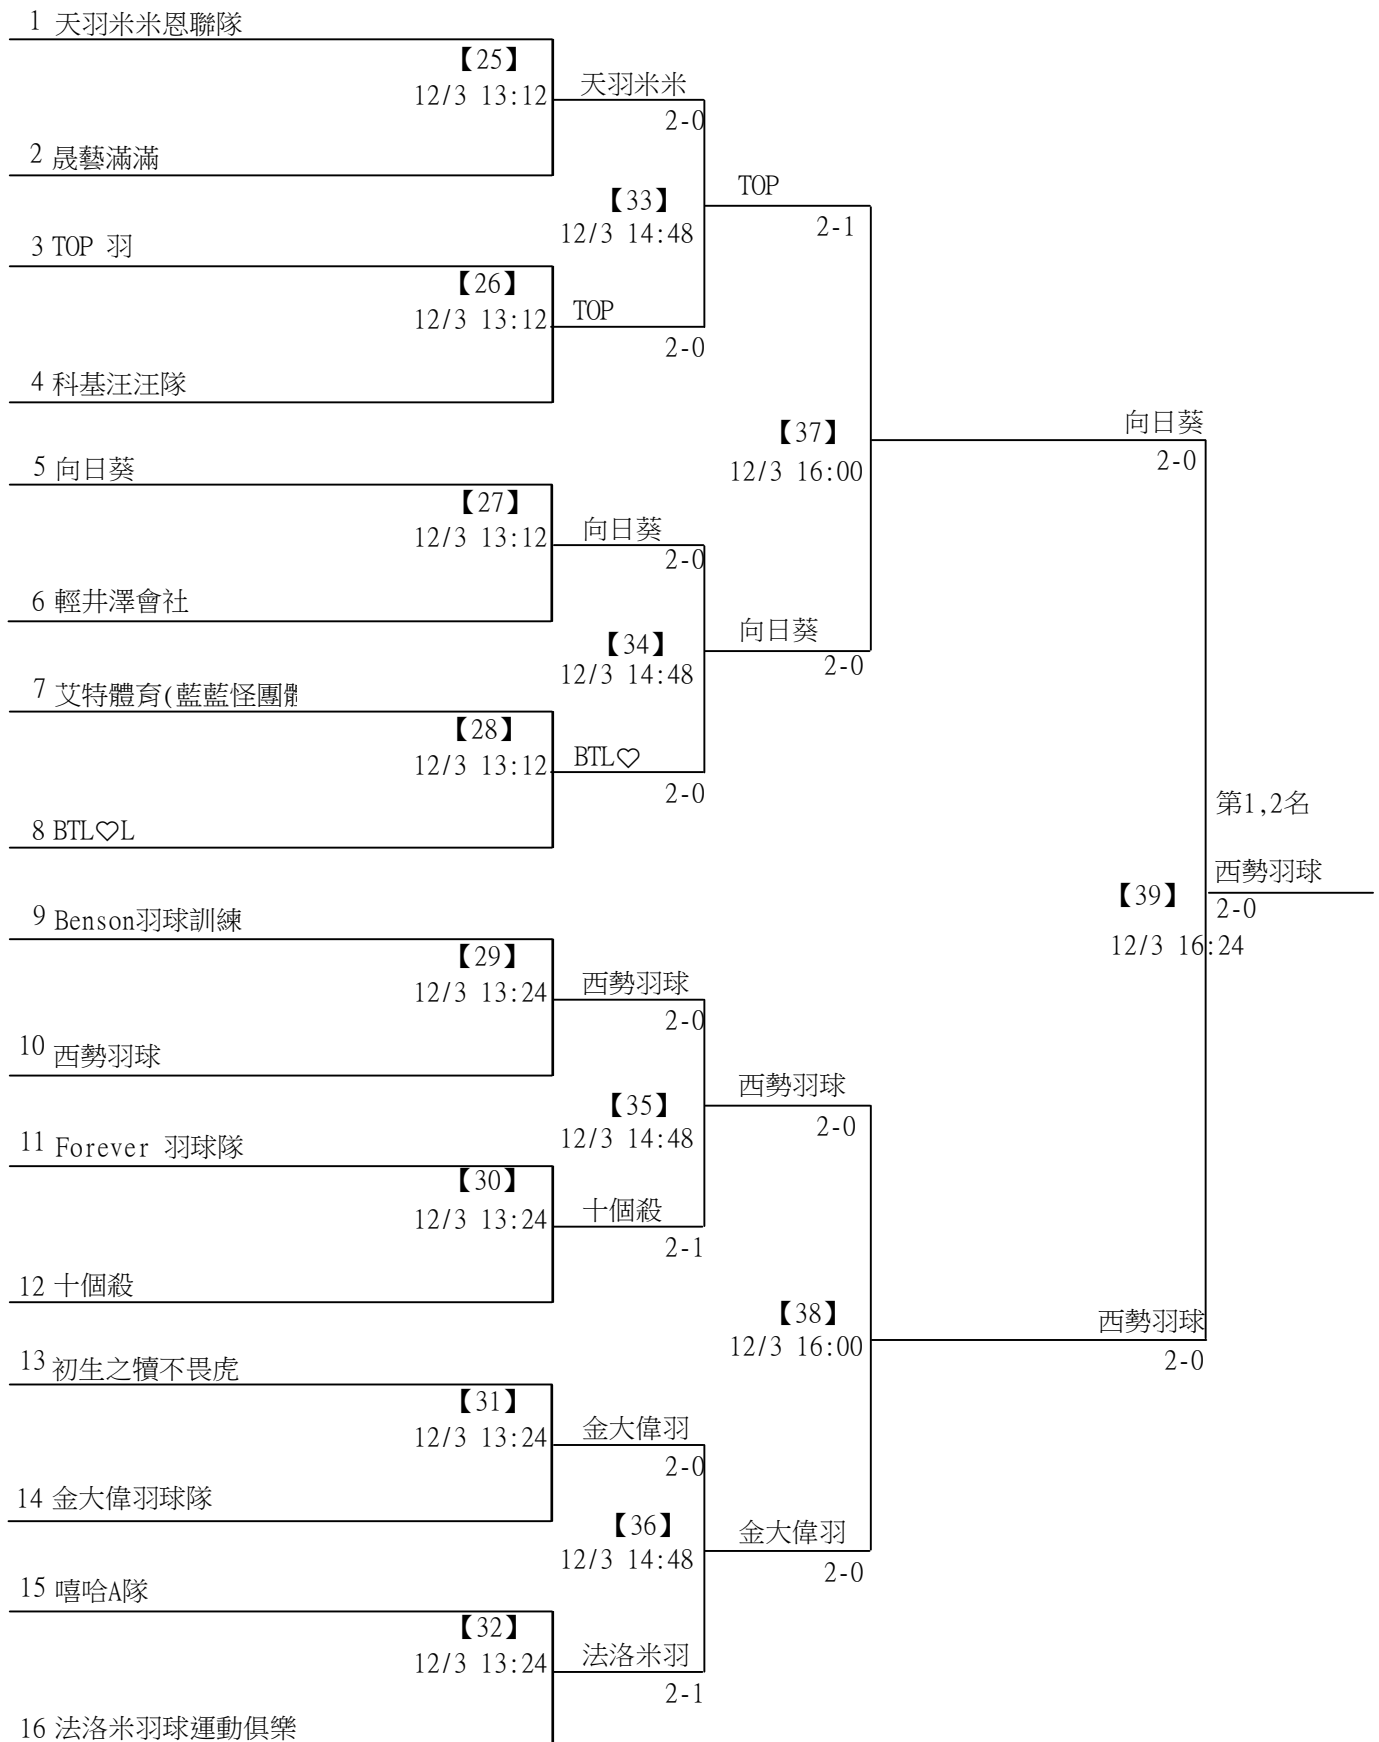 1 天羽米米恩聯隊
【25】
12/3 13:12
天羽米米
2-0
2 晟藝滿滿
【33】
12/3 14:48
TOP
2-1
3 TOP 羽
【26】
12/3 13:12
TOP
2-0
4 科基汪汪隊
【37】
12/3 16:00
向日葵
2-0
5 向日葵
【27】
12/3 13:12
向日葵
2-0
6 輕井澤會社
【34】
12/3 14:48
向日葵
2-0
7 艾特體育(藍藍怪團
【28】
12/3 13:12
BTL♡
2-0
8 BTL♡L
第1,2名
【39】
12/3 16:24
西勢羽球
2-0
9 Benson羽球訓練
【29】
12/3 13:24
西勢羽球
2-0
10 西勢羽球
【35】
12/3 14:48
西勢羽球
2-0
11 Forever 羽球隊
【30】
12/3 13:24
十個殺
2-1
12 十個殺
【38】
12/3 16:00
西勢羽球
2-0
13 初生之犢不畏虎
【31】
12/3 13:24
金大偉羽
2-0
14 金大偉羽球隊
【36】
12/3 14:48
金大偉羽
2-0
15 嘻哈A隊
【32】
12/3 13:24
法洛米羽
2-1
16 法洛米羽球運動俱樂